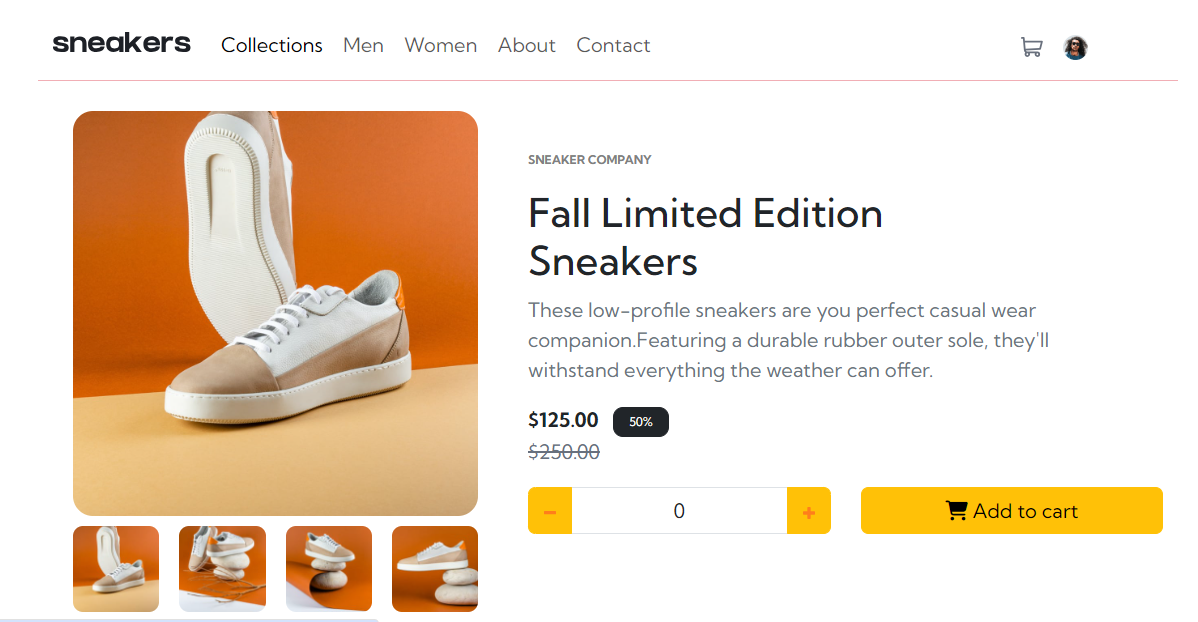 sneakers Collections Men Women About Contact
SNEAKER COMPANY
Fall Limited Edition
Sneakers
These low-profile sneakers are you perfect casual wear
companion.Featuring a durable rubber outer sole, they'll
withstand everything the weather can offer.
$125.00 50%
$250.00
- 0 + Add to cart